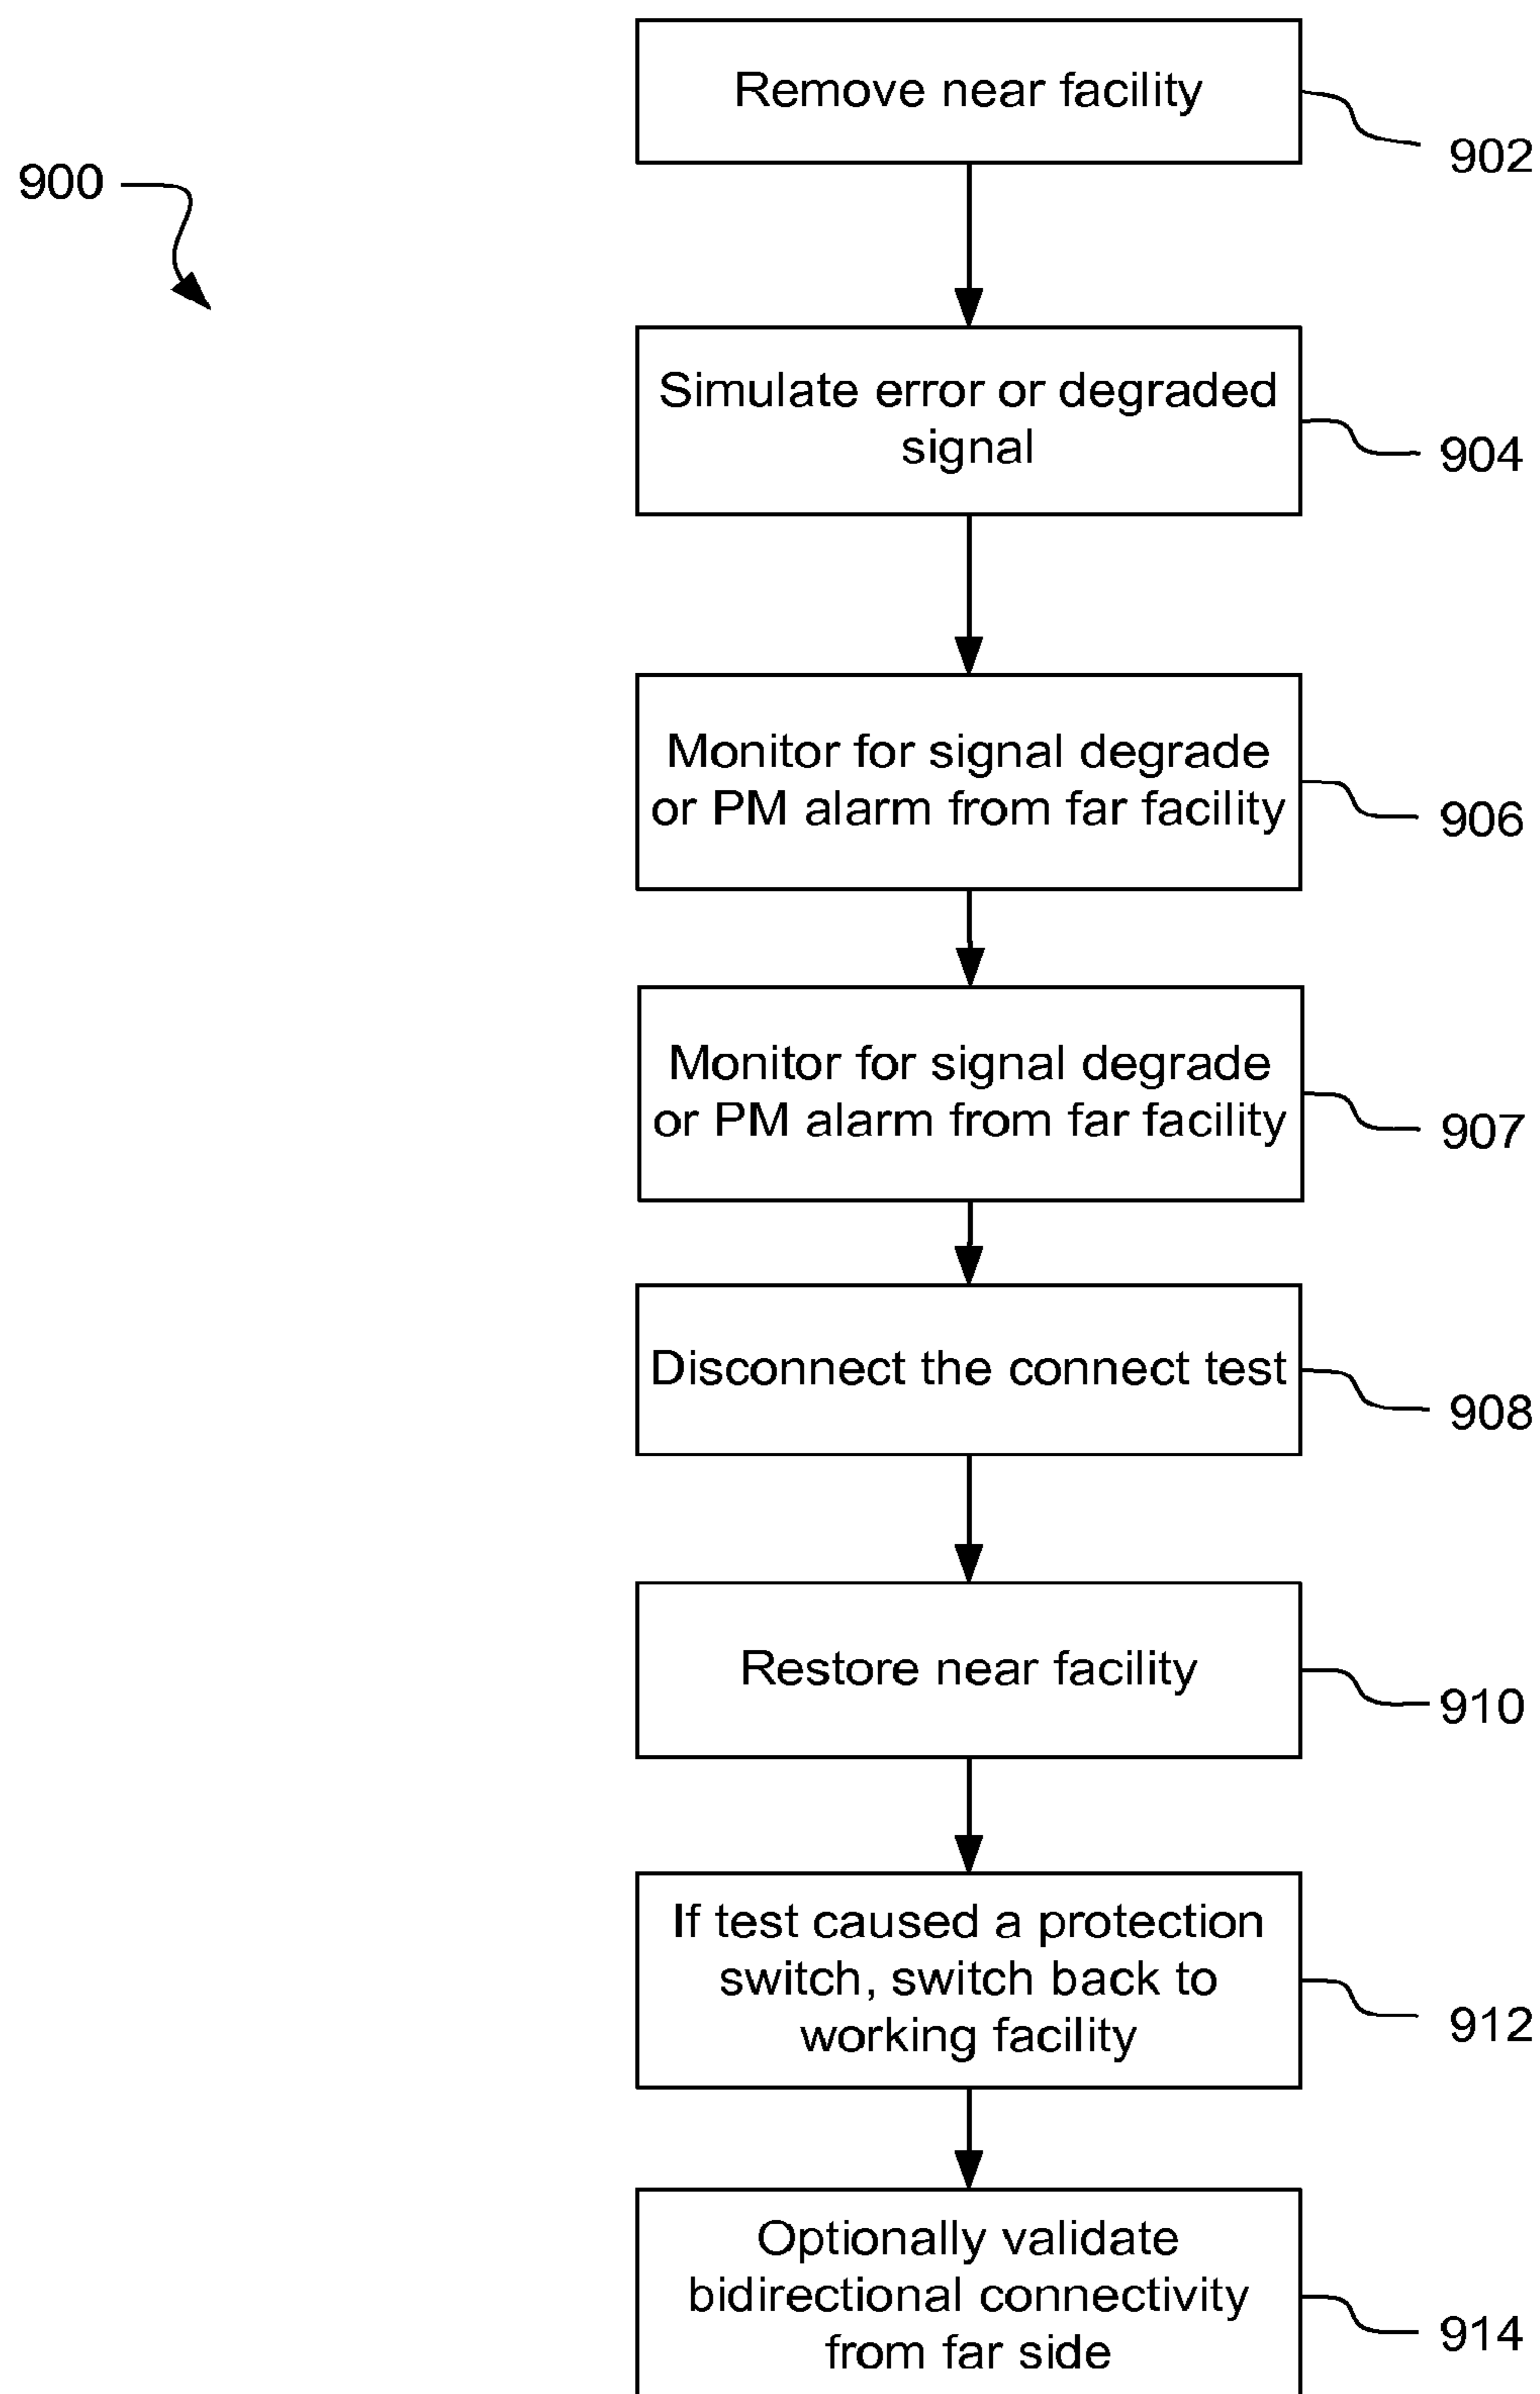 Remove near facility
902
900
Simulate error or degraded
signal
904
Monitor for signal degrade
or PM alarm from far facility
906
Monitor for signal degrade
or PM alarm from far facility
907
Disconnect the connect test
908
Restore near facility
910
If test caused a protection
switch, switch back to
working facility
912
Optionally validate
bidirectional connectivity
from far side
914